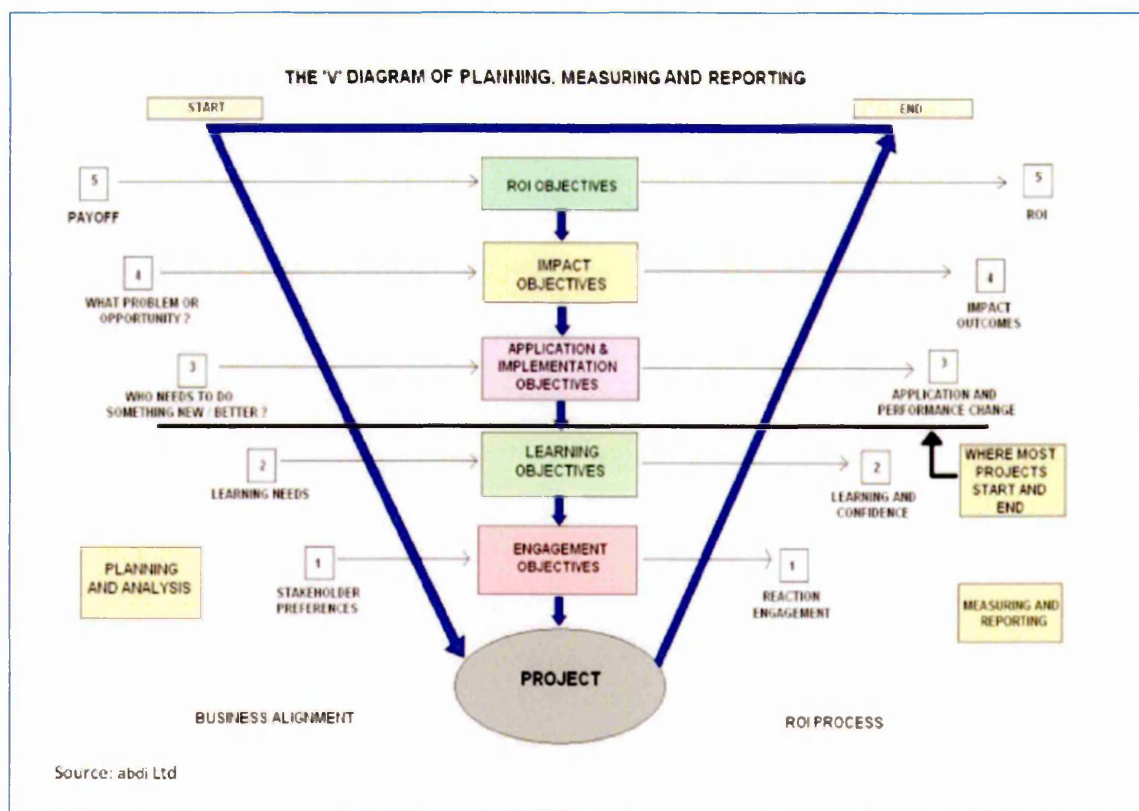 THE 'V' DIAGRAM OF PLANNING, MEASURING AND REPORTING
START
END
5
PAYOFF
ROI OBJECTIVES
5
ROI
4
WHAT PROBLEM OR
OPPORTUNITY ?
IMPACT
OBJECTIVES
4
IMPACT
OUTCOMES
3
WHO NEEDS TO DO
SOMETHING NEW / BETTER ?
APPLICATION &
IMPLEMENTATION
OBJECTIVES
3
APPLICATION AND
PERFORMANCE CHANGE
2
LEARNING NEEDS
LEARNING
OBJECTIVES
2
LEARNING AND
CONFIDENCE
WHERE MOST
PROJECTS
START AND
END
PLANNING
AND ANALYSIS
1
STAKEHOLDER
PREFERENCES
ENGAGEMENT
OBJECTIVES
1
REACTION
ENGAGEMENT
MEASURING AND
REPORTING
PROJECT
BUSINESS ALIGNMENT
ROI PROCESS
Source: abdi Ltd